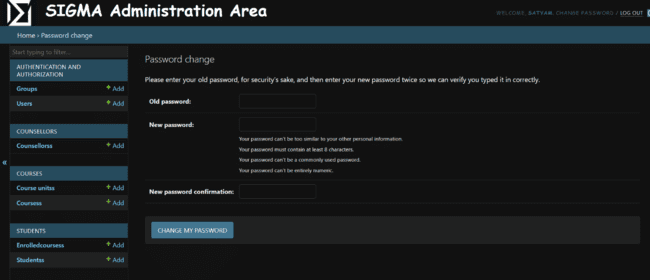 SIGMA Administration Area
WELCOME, SATYAM. CHANGE PASSWORD / LOG OUT
Home › Password change
Start typing to filter...
AUTHENTICATION AND AUTHORIZATION
Groups + Add
Users + Add
COUNSELLORS
Counsellorss + Add
COURSES
Course unitss + Add
Coursess + Add
STUDENTS
Enrolledcoursess + Add
Studentss + Add
«
Password change
Please enter your old password, for security's sake, and then enter your new password twice so we can verify you typed it in correctly.
Old password:
New password:
Your password can't be too similar to your other personal information.
Your password must contain at least 8 characters.
Your password can't be a commonly used password.
Your password can't be entirely numeric.
New password confirmation:
CHANGE MY PASSWORD